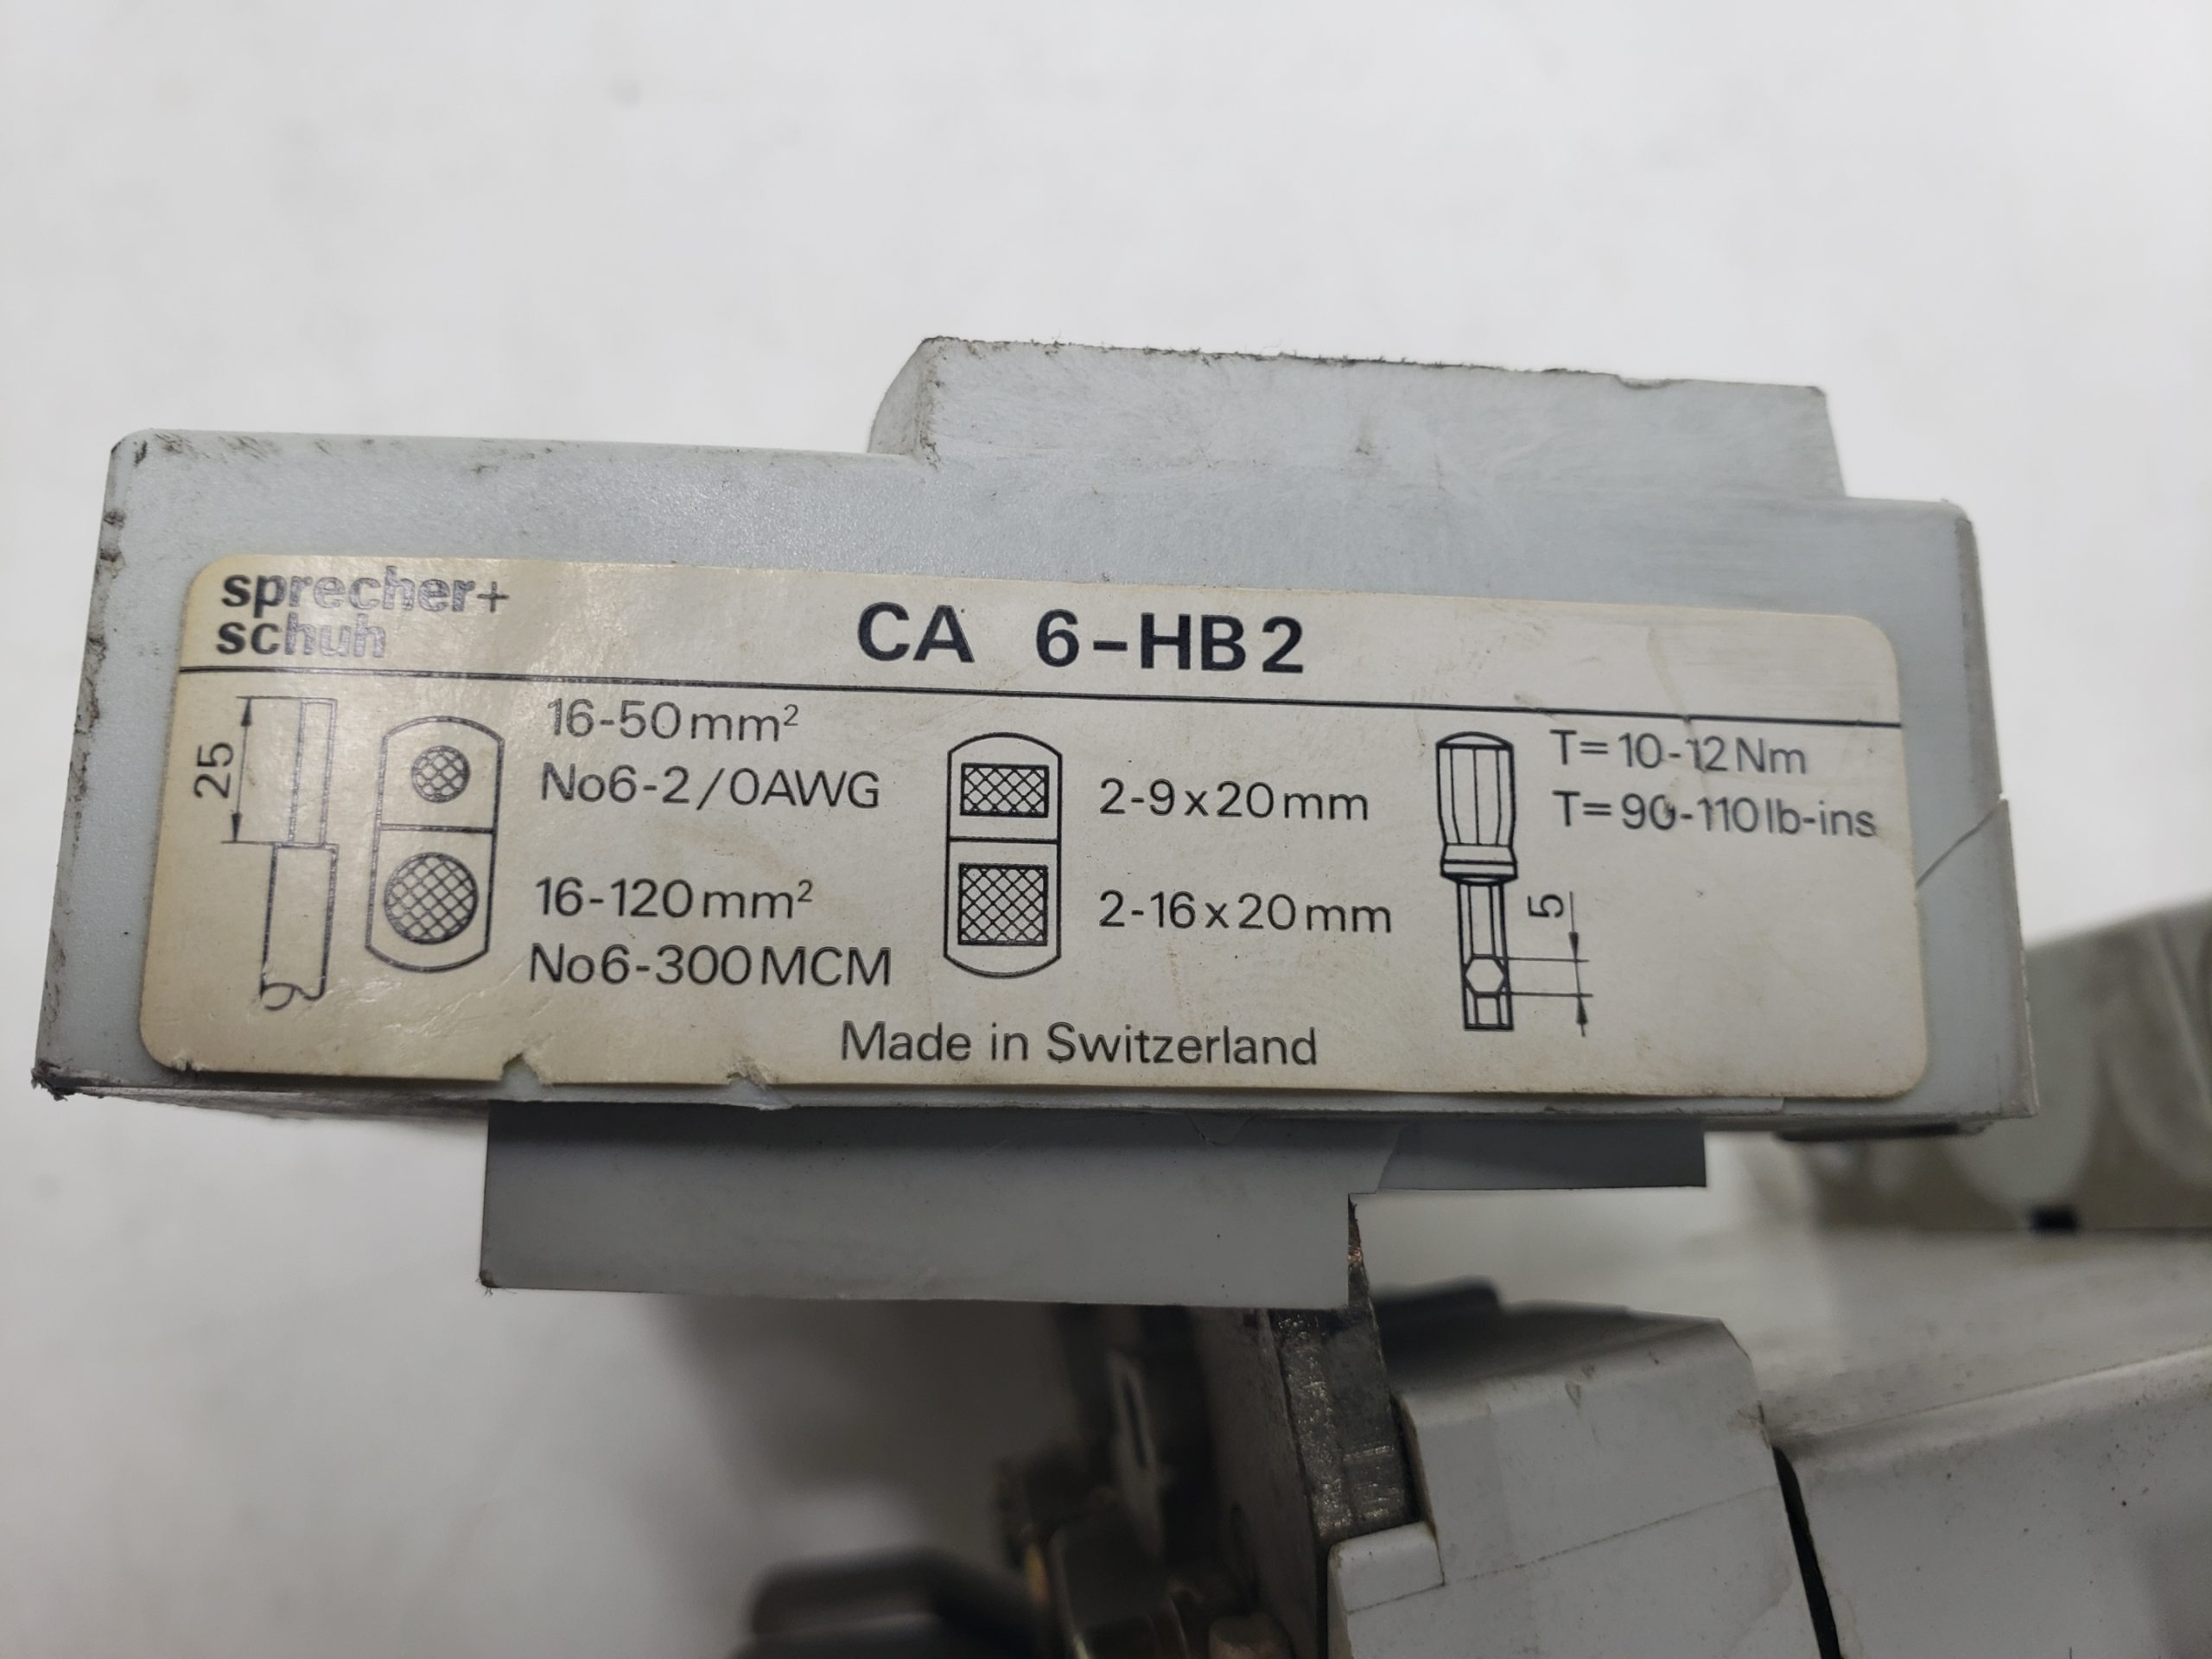 sprecher+
schuh
CA 6-HB2
25
16-50mm²
No6-2/0AWG
16-120mm²
No6-300MCM
2-9x20mm
2-16x20mm
T=10-12Nm
T=90-110lb-ins
5
Made in Switzerland